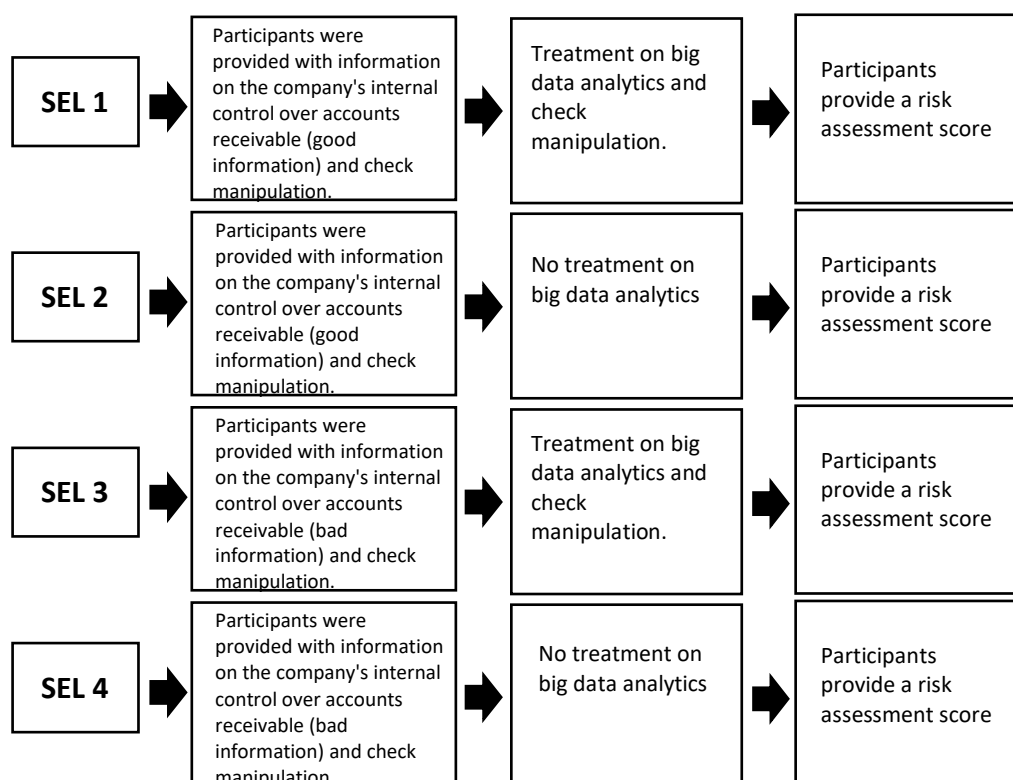 SEL 1
Participants were
provided with information
on the company's internal
control over accounts
receivable (good
information) and check
manipulation.
Treatment on big
data analytics and
check
manipulation.
Participants
provide a risk
assessment score
SEL 2
Participants were
provided with information
on the company's internal
control over accounts
receivable (good
information) and check
manipulation.
No treatment on
big data analytics
Participants
provide a risk
assessment score
SEL 3
Participants were
provided with information
on the company's internal
control over accounts
receivable (bad
information) and check
manipulation.
Treatment on big
data analytics and
check
manipulation.
Participants
provide a risk
assessment score
SEL 4
Participants were
provided with information
on the company's internal
control over accounts
receivable (bad
information) and check
manipulation.
No treatment on
big data analytics
Participants
provide a risk
assessment score